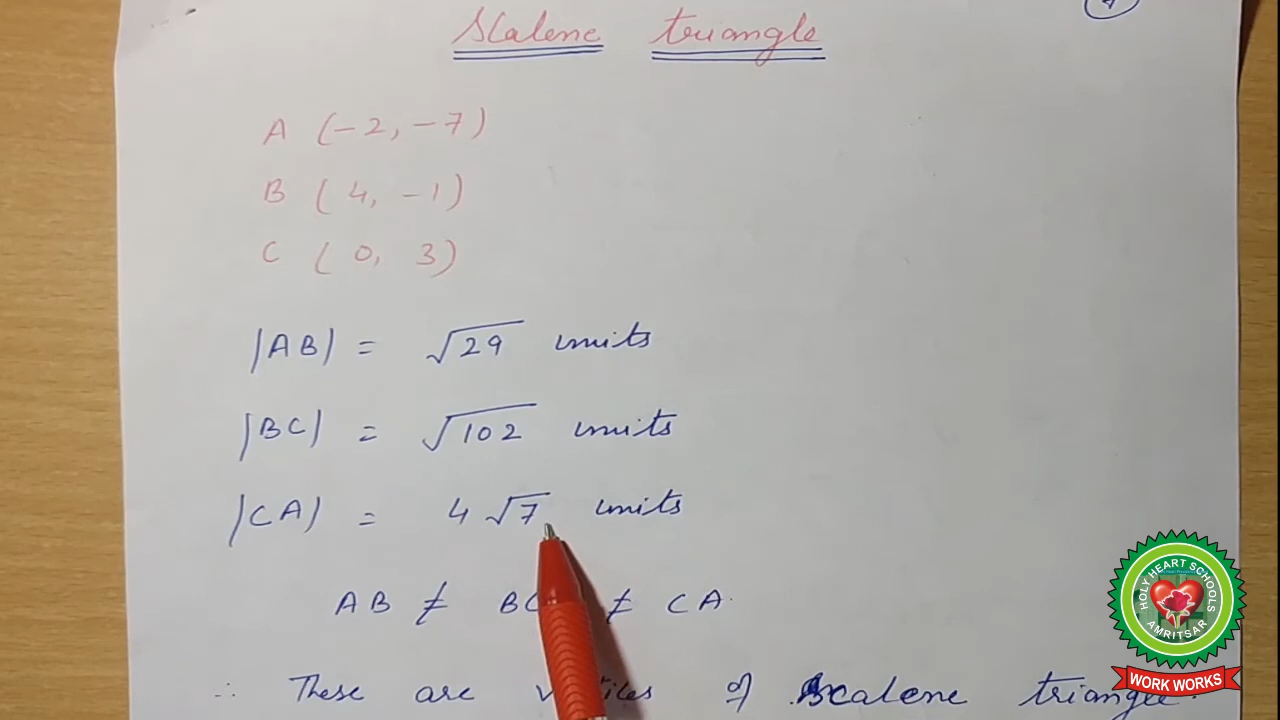 Scalene triangle
A (-2, -7)
B (4, -1)
C (0, 3)
|AB| = √29 units
|BC| = √102 units
|CA| = 4√7 units
AB ≠ BC ≠ CA.
∴ These are of Scalene triangle.
HOLY HEART SCHOOLS
AMRITSAR
WORK WORKS